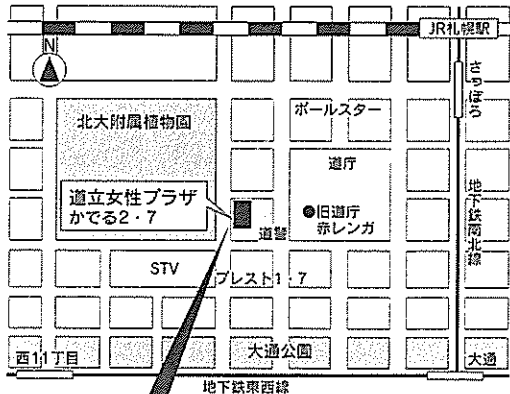 JR札幌駅
N
さっぽろ
ポールスター
北大附属植物園
道庁
道立女性プラザ
かでる2・7
旧道庁
赤レンガ
道警
地下鉄南北線
STV
プレスト1・7
大通公園
西11丁目
大通
地下鉄東西線